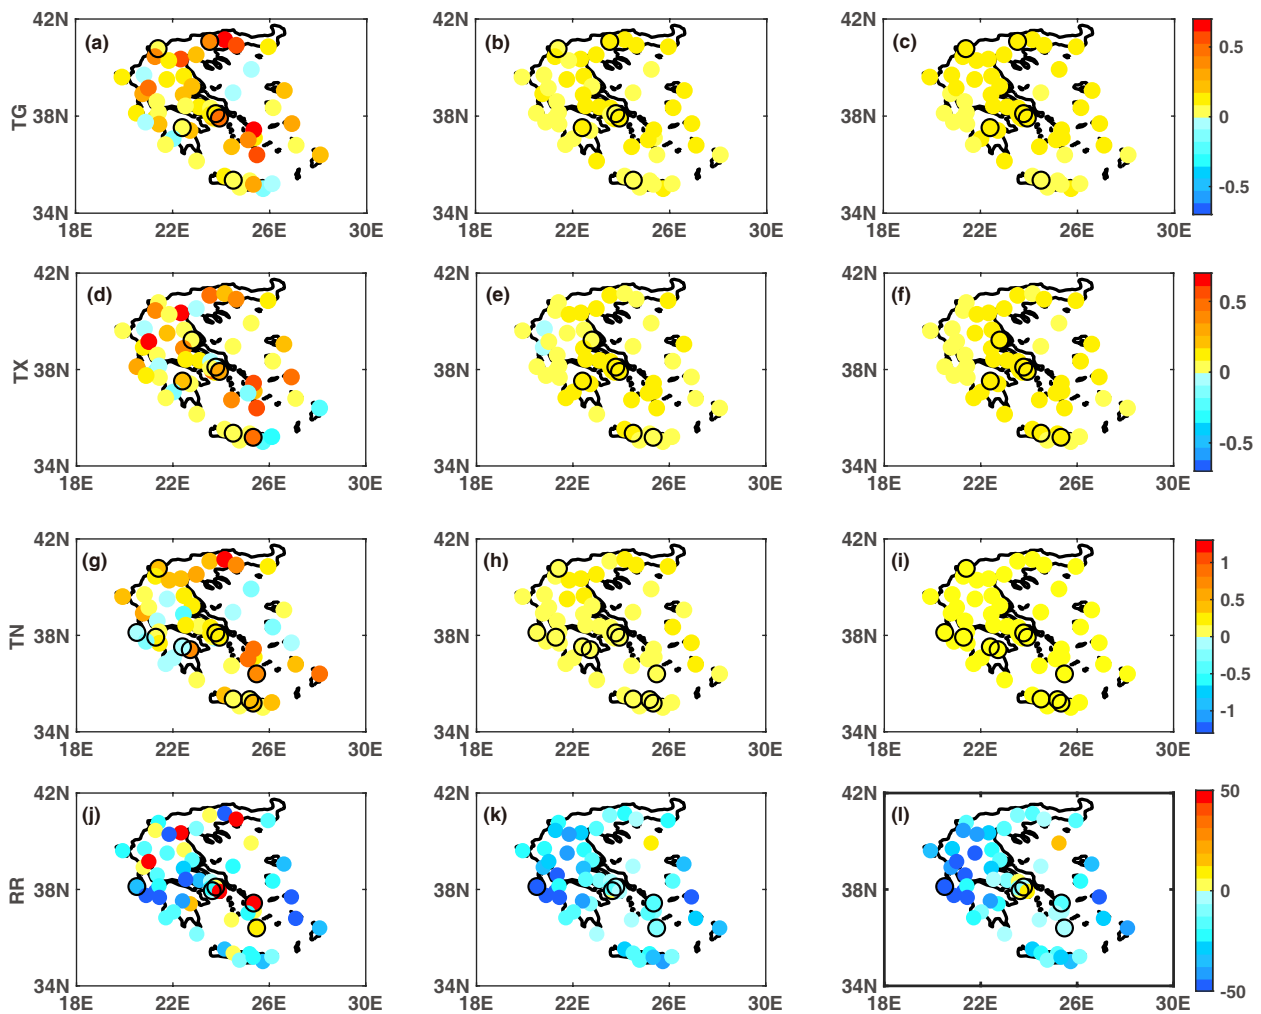 42N 42N 42N
(a) (b) (c) 0.5
TG 38N 38N 38N 0
-0.5
34N 34N 34N
18E 22E 26E 30E 18E 22E 26E 30E 18E 22E 26E 30E
42N 42N 42N
(d) (e) (f) 0.5
TX 38N 38N 38N 0
-0.5
34N 34N 34N
18E 22E 26E 30E 18E 22E 26E 30E 18E 22E 26E 30E
42N 42N 42N
(g) (h) (i) 1
0.5
TN 38N 38N 38N 0
-0.5
-1
34N 34N 34N
18E 22E 26E 30E 18E 22E 26E 30E 18E 22E 26E 30E
42N 42N 42N 50
(j) (k) (l)
RR 38N 38N 38N 0
34N 34N 34N -50
18E 22E 26E 30E 18E 22E 26E 30E 18E 22E 26E 30E